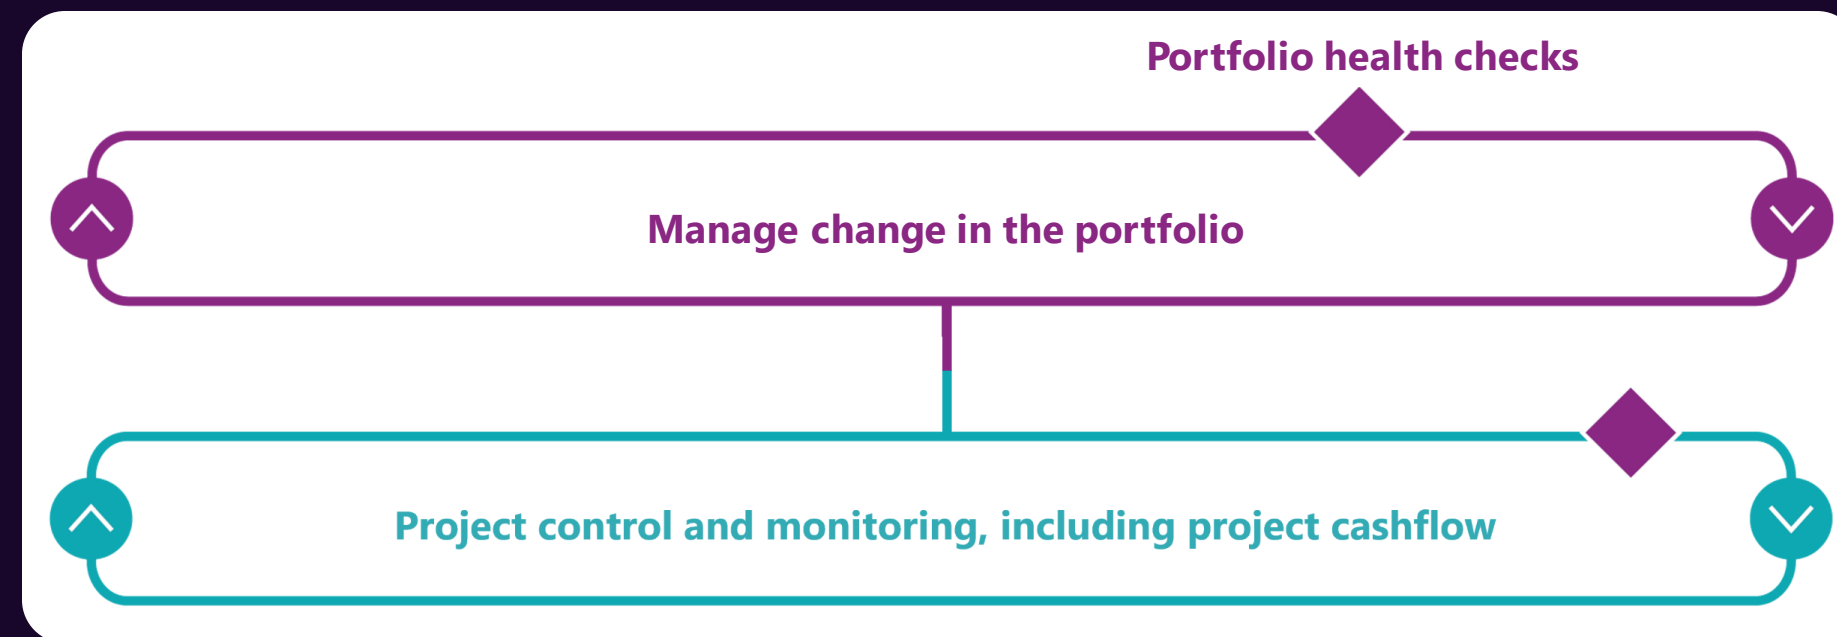 Portfolio health checks
Manage change in the portfolio
Project control and monitoring, including project cashflow